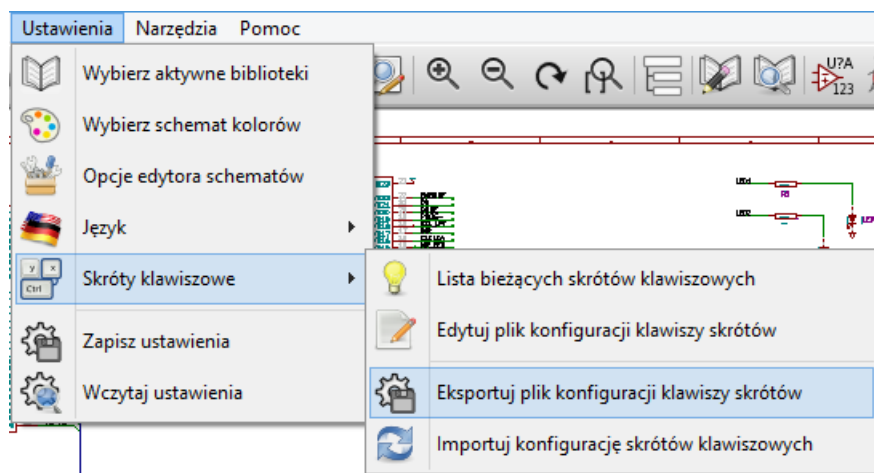 Ustawienia Narzędzia Pomoc
Wybierz aktywne biblioteki
U?A
123
Wybierz schemat kolorów
Opcje edytora schematów
Język
Skróty klawiszowe
y x
Ctrl
Lista bieżących skrótów klawiszowych
Edytuj plik konfiguracji klawiszy skrótów
Zapisz ustawienia
Wczytaj ustawienia
Eksportuj plik konfiguracji klawiszy skrótów
Importuj konfigurację skrótów klawiszowych